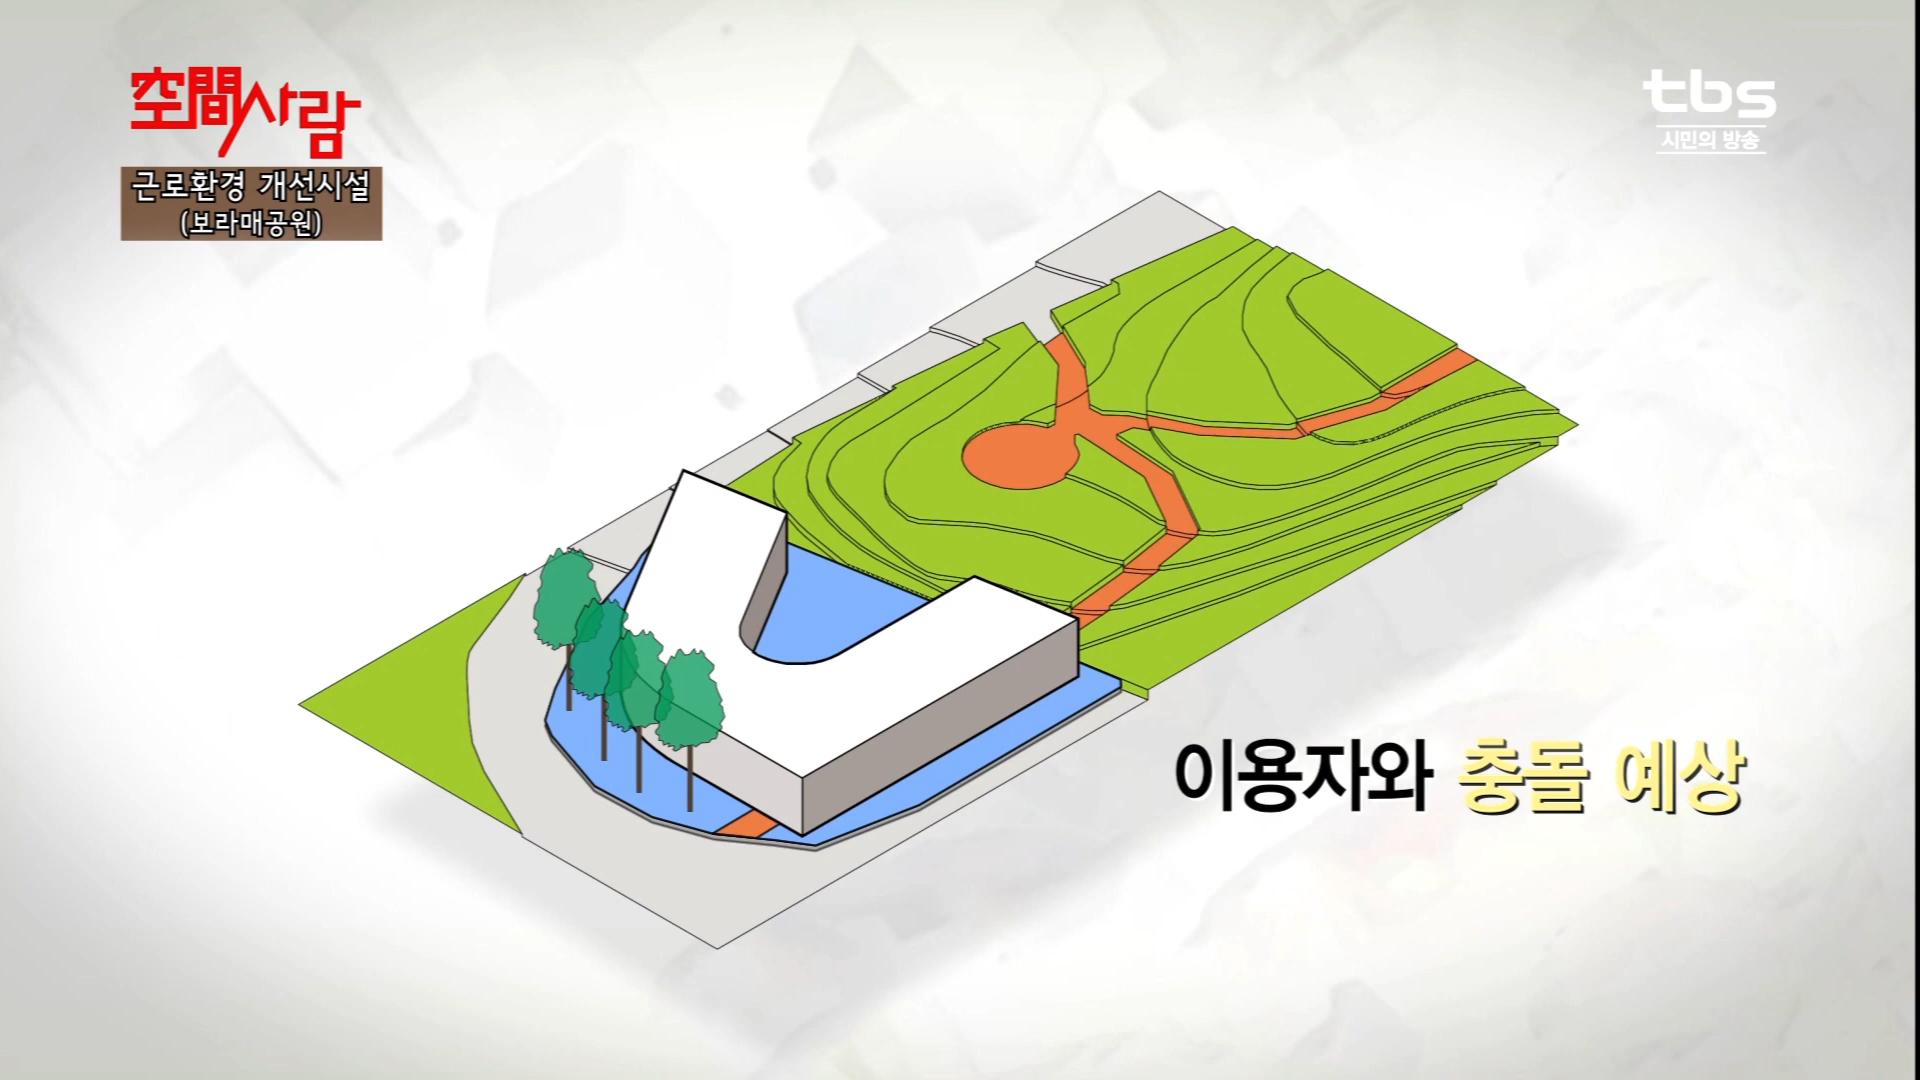 空間사람
근로환경 개선시설
(보라매공원)
tbs
시민의 방송
이용자와 충돌 예상